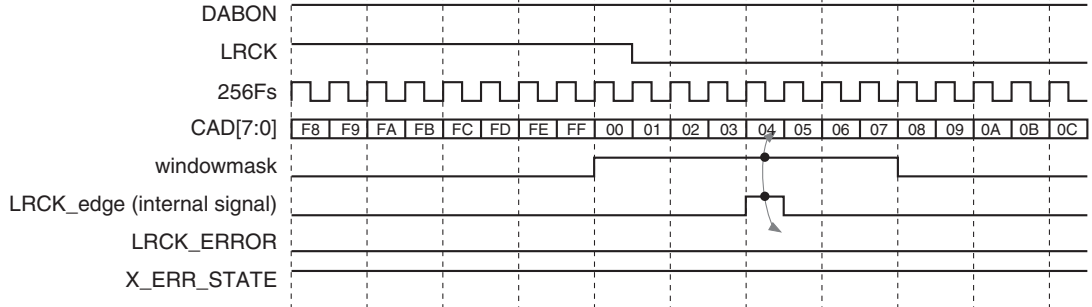 DABON
LRCK
256Fs
CAD[7:0] F8 F9 FA FB FC FD FE FF 00 01 02 03 04 05 06 07 08 09 0A 0B 0C
windowmask
LRCK_edge (internal signal)
LRCK_ERROR
X_ERR_STATE